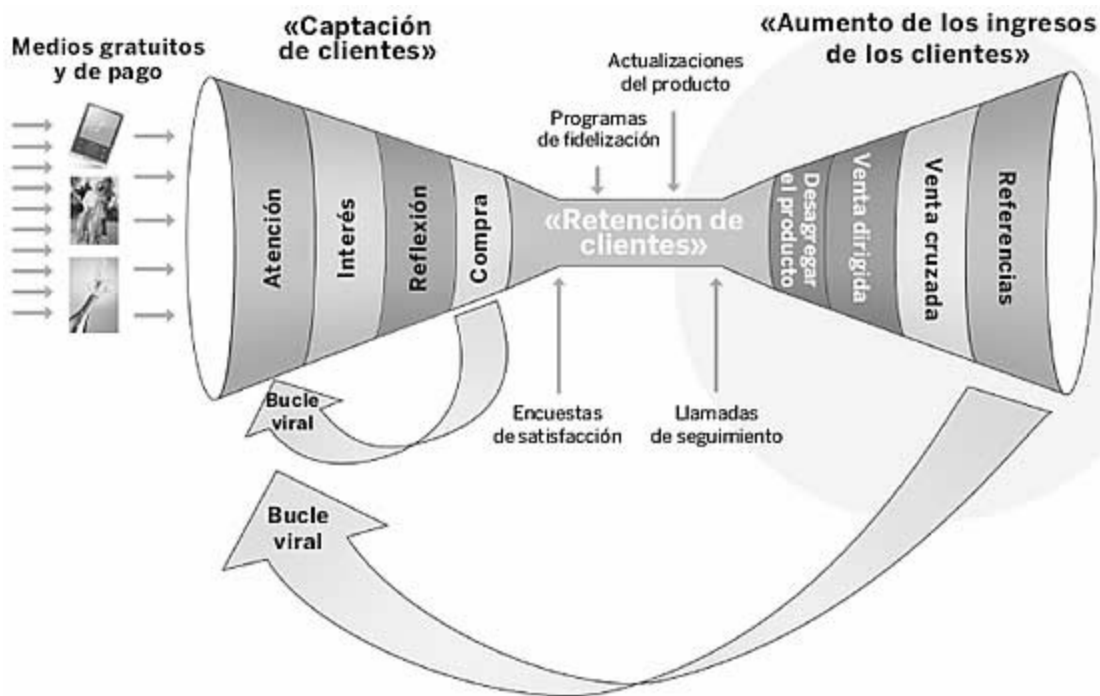 «Captación
de clientes»
«Aumento de los ingresos
de los clientes»
Medios gratuitos
y de pago
Actualizaciones
del producto
Programas
de fidelización
Atención
Interés
Reflexión
Compra
«Retención de
clientes»
Desagregar
el producto
Venta dirigida
Venta cruzada
Referencias
Bucle
viral
Encuestas
de satisfacción
Llamadas
de seguimiento
Bucle
viral